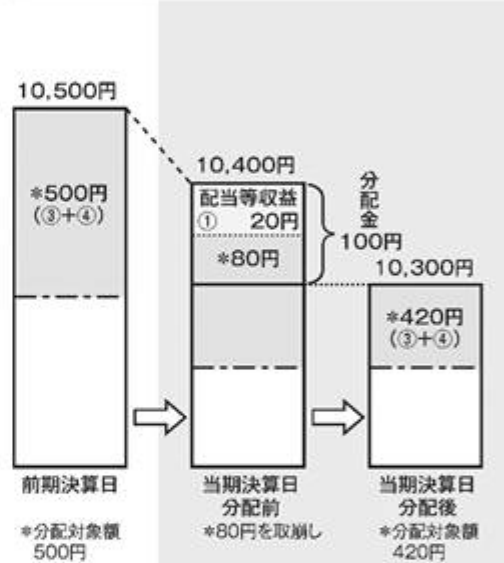 10,500円
*500円
(③+④)
前期決算日
*分配対象額
500円
10,400円
配当等収益
① 20円
*80円
分配金
100円
当期決算日
分配前
*80円を取崩し
10,300円
*420円
(③+④)
当期決算日
分配後
*分配対象額
420円